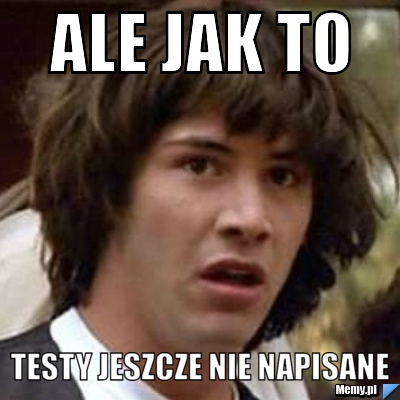 ALE JAK TO
TESTY JESZCZE NIE NAPISANE
Memy.pl